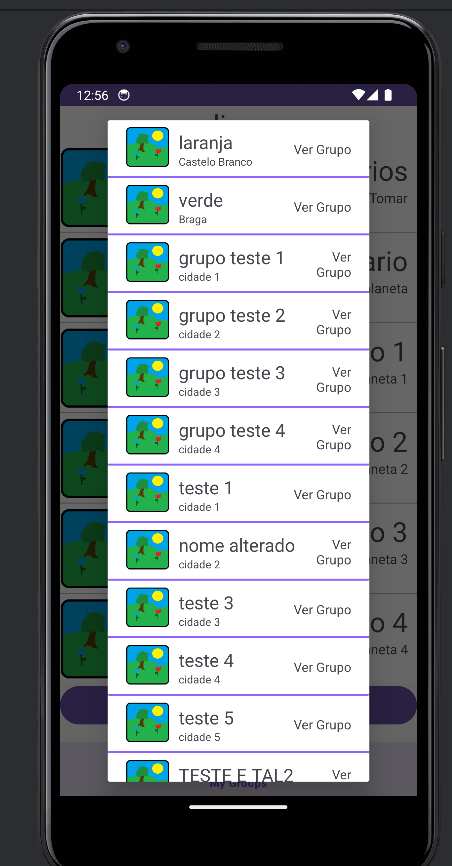 12:56
laranja
Castelo Branco
Ver Grupo
rios
Tomar
verde
Braga
Ver Grupo
ario
laneta
grupo teste 1
cidade 1
Ver
Grupo
grupo teste 2
cidade 2
Ver
Grupo
o 1
neta 1
grupo teste 3
cidade 3
Ver
Grupo
grupo teste 4
cidade 4
Ver
Grupo
o 2
neta 2
teste 1
cidade 1
Ver Grupo
nome alterado
cidade 2
Ver
Grupo
o 3
neta 3
teste 3
cidade 3
Ver Grupo
o 4
neta 4
teste 4
cidade 4
Ver Grupo
teste 5
cidade 5
Ver Grupo
TESTE E TAL2
Ver
My Groups